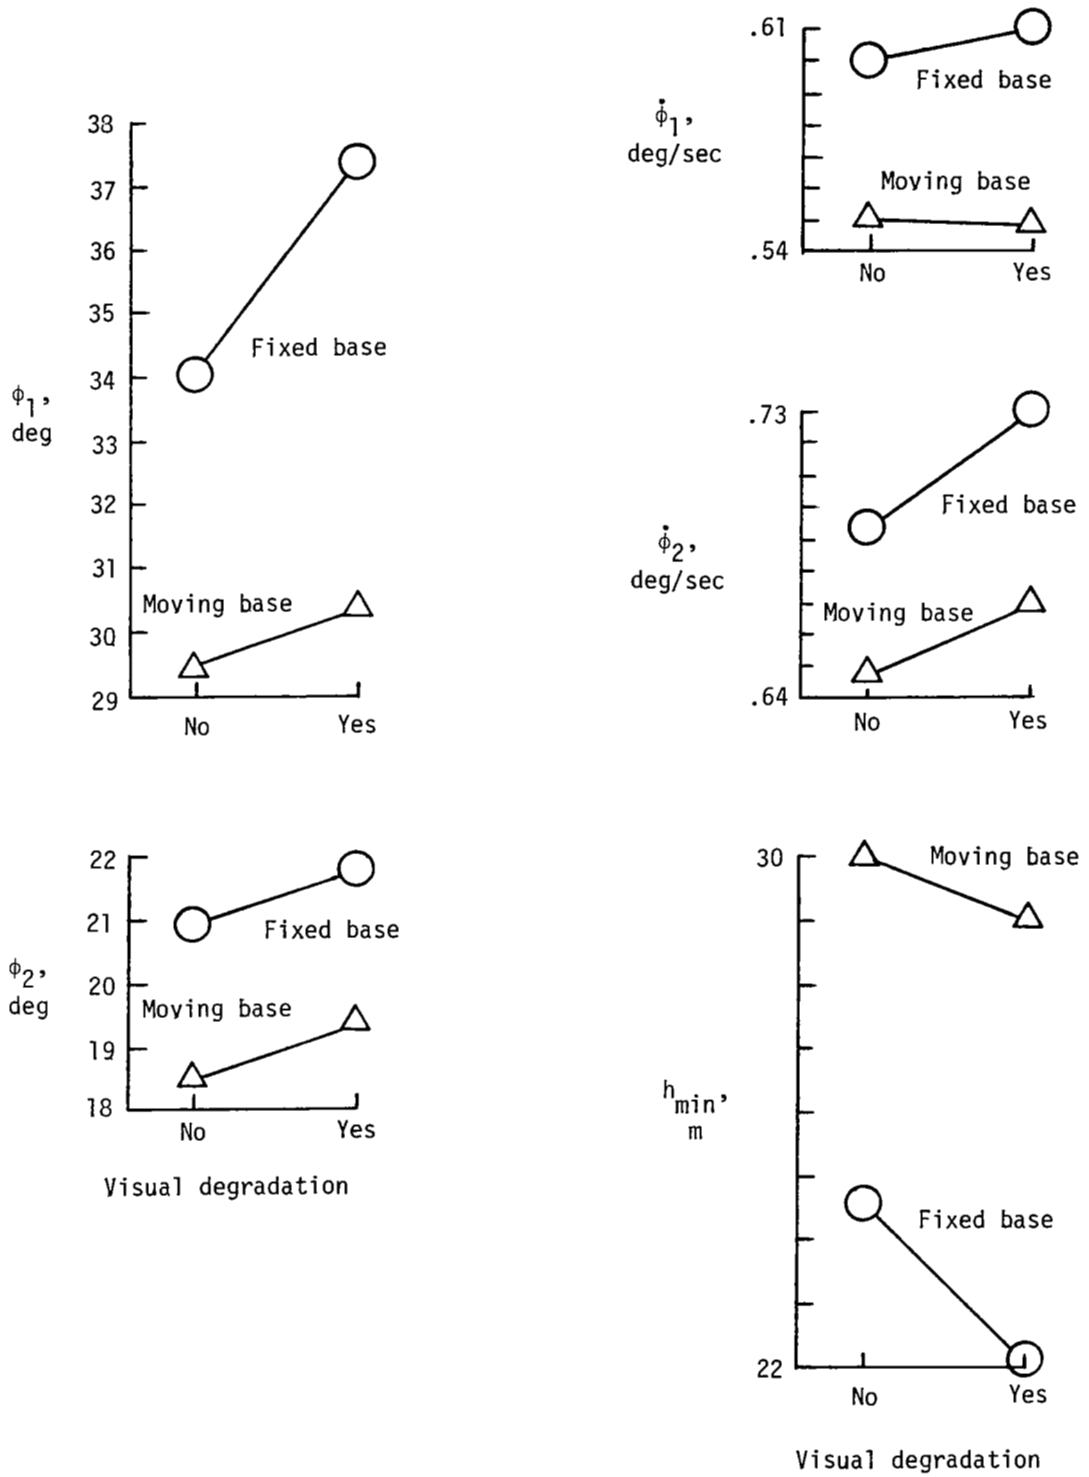 38
37
36
35
34
33
32
31
30
29
ϕ1,
deg
Fixed base
Moving base
No Yes
22
21
20
19
18
ϕ2,
deg
Fixed base
Moving base
No Yes
Visual degradation
.61
.54
ϕ̇1,
deg/sec
Fixed base
Moving base
No Yes
.73
.64
ϕ̇2,
deg/sec
Fixed base
Moving base
No Yes
30
22
hmin,
m
Moving base
Fixed base
No Yes
Visual degradation